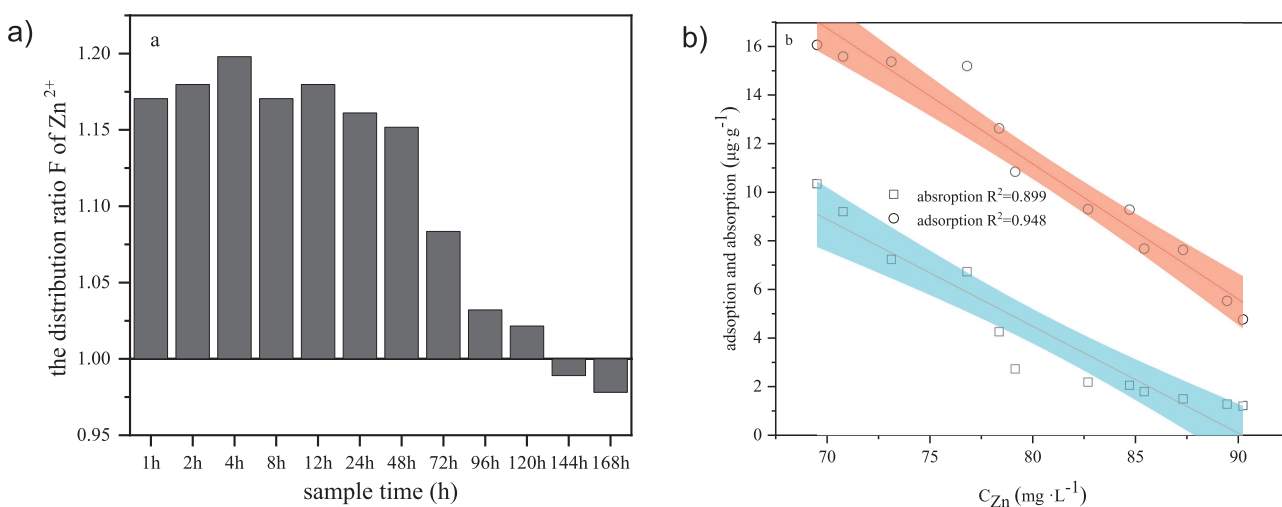 a)
a
the distribution ratio F of Zn 2+
1.20
1.15
1.10
1.05
1.00
0.95
1h 2h 4h 8h 12h 24h 48h 72h 96h 120h 144h 168h
sample time (h)
b)
b
adsoption and absorption (μg·g-1)
16
14
12
10
8
6
4
2
0
absroption R2=0.899
adsorption R2=0.948
70 75 80 85 90
CZn (mg ·L-1)